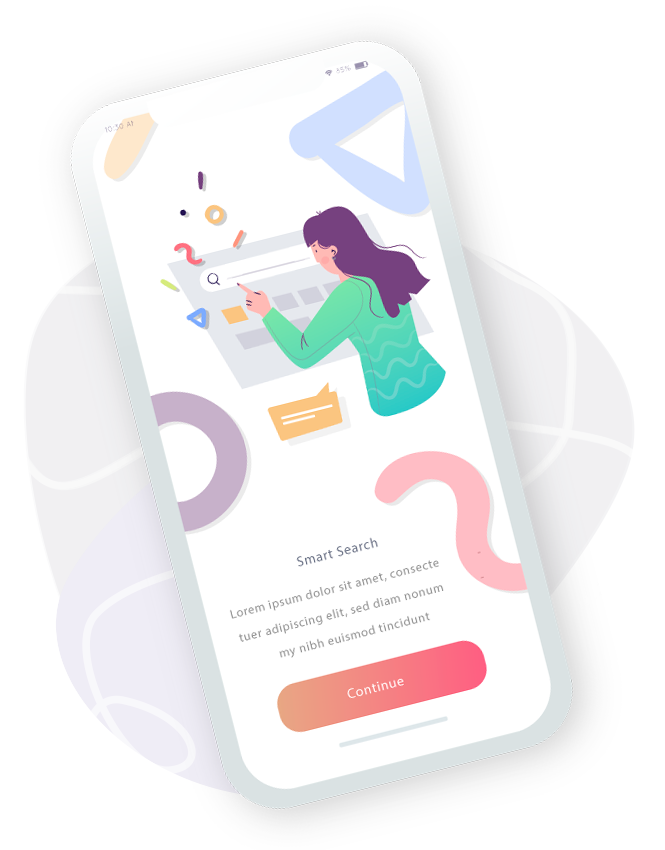 10:30 AM
85%
Smart Search
Lorem ipsum dolor sit amet, consecte
tuer adipiscing elit, sed diam nonum
my nibh euismod tincidunt
Continue